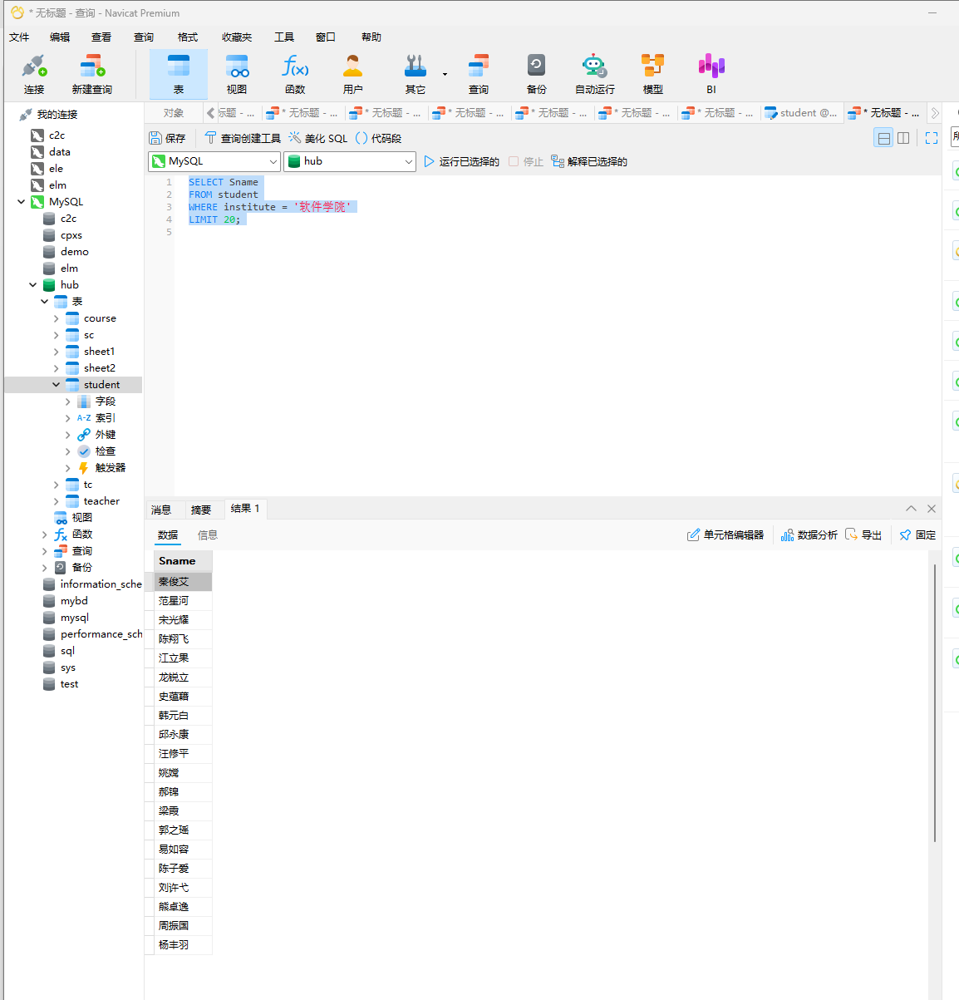 * 无标题 - 查询 - Navicat Premium
文件 编辑 查看 查询 格式 收藏夹 工具 窗口 帮助
连接 新建查询 表 视图 函数 用户 其它 查询 备份 自动运行 模型 BI
我的连接
c2c
data
ele
elm
MySQL
c2c
cpxs
demo
elm
hub
表
course
sc
sheet1
sheet2
student
字段
A-Z 索引
外键
检查
触发器
tc
teacher
视图
函数
查询
备份
information_sche
mybd
mysql
performance_sch
sql
sys
test
对象 标题 - ... * 无标题 - ... * 无标题 - ... * 无标题 - ... * 无标题 - ... * 无标题 - ... * 无标题 - ... student @... * 无标题 - ...
保存 查询创建工具 美化 SQL () 代码段
MySQL hub 运行已选择的 停止 解释已选择的
1 SELECT Sname
2 FROM student
3 WHERE institute = '软件学院'
4 LIMIT 20;
5
消息 摘要 结果 1
数据 信息 单元格编辑器 数据分析 导出 固定
Sname
秦俊艾
范星河
宋光耀
陈翔飞
江立果
龙锐立
史蕴藉
韩元白
邱永康
汪修平
姚嫦
郝锦
梁霞
郭之瑶
易如容
陈子爱
刘许弋
熊卓逸
周振国
杨丰羽